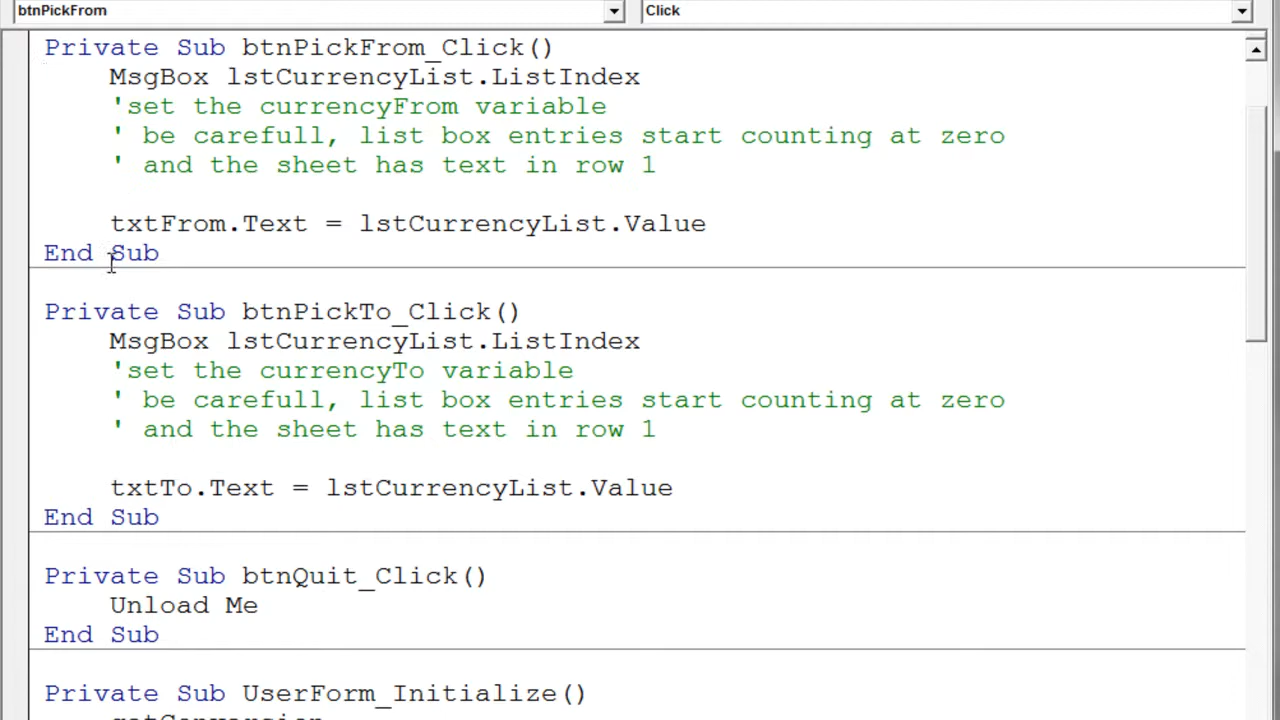 btnPickFrom Click
Private Sub btnPickFrom_Click()
MsgBox lstCurrencyList.ListIndex
'set the currencyFrom variable
' be carefull, list box entries start counting at zero
' and the sheet has text in row 1
txtFrom.Text = lstCurrencyList.Value
End Sub
Private Sub btnPickTo_Click()
MsgBox lstCurrencyList.ListIndex
'set the currencyTo variable
' be carefull, list box entries start counting at zero
' and the sheet has text in row 1
txtTo.Text = lstCurrencyList.Value
End Sub
Private Sub btnQuit_Click()
Unload Me
End Sub
Private Sub UserForm_Initialize()